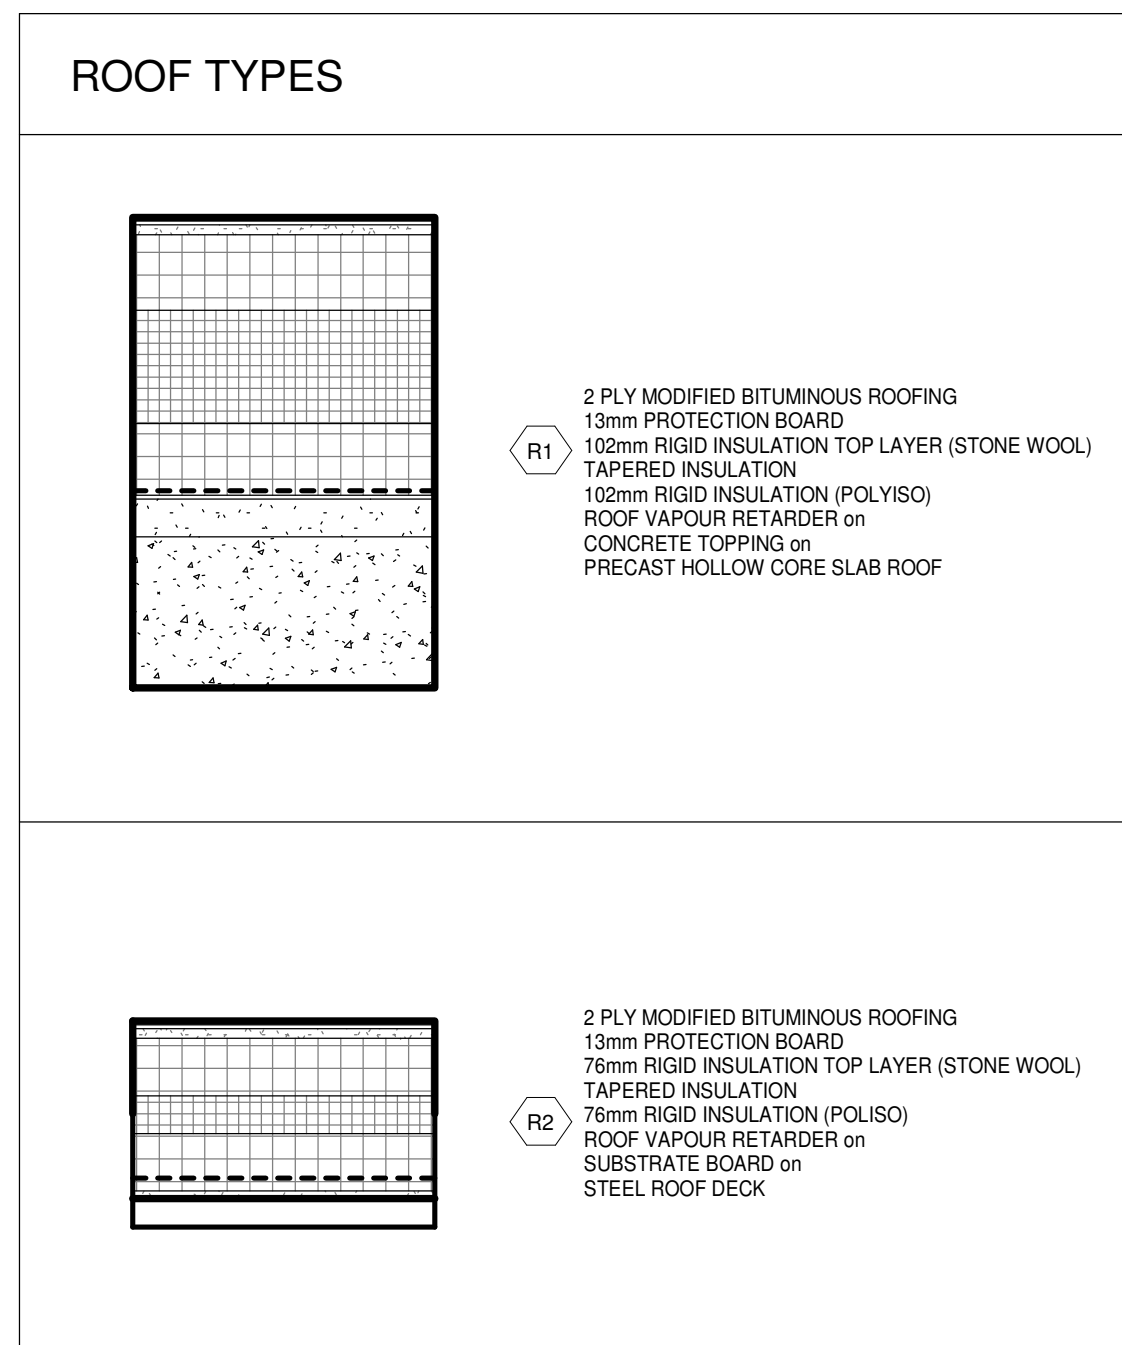 ROOF TYPES
R1
2 PLY MODIFIED BITUMINOUS ROOFING
13mm PROTECTION BOARD
102mm RIGID INSULATION TOP LAYER (STONE WOOL)
TAPERED INSULATION
102mm RIGID INSULATION (POLYISO)
ROOF VAPOUR RETARDER on
CONCRETE TOPPING on
PRECAST HOLLOW CORE SLAB ROOF
R2
2 PLY MODIFIED BITUMINOUS ROOFING
13mm PROTECTION BOARD
76mm RIGID INSULATION TOP LAYER (STONE WOOL)
TAPERED INSULATION
76mm RIGID INSULATION (POLISO)
ROOF VAPOUR RETARDER on
SUBSTRATE BOARD on
STEEL ROOF DECK